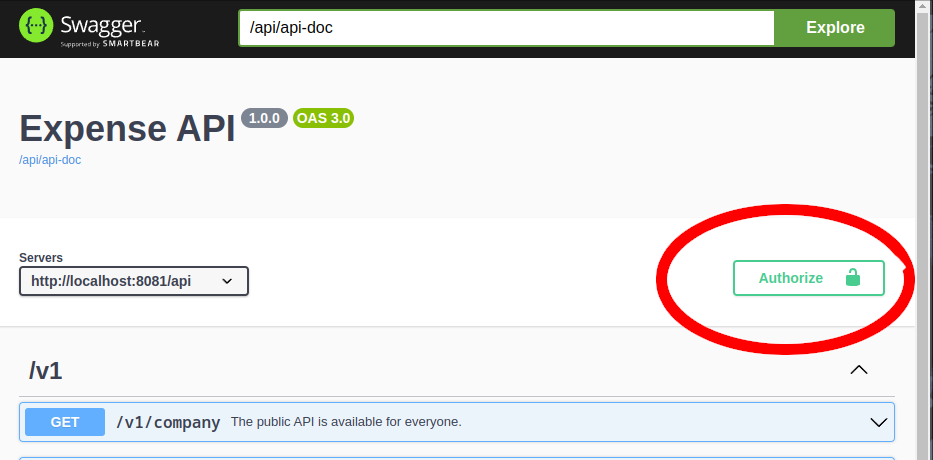 Swagger
Supported by SMARTBEAR
/api/api-doc
Explore
Expense API 1.0.0 OAS 3.0
/api/api-doc
Servers
http://localhost:8081/api
Authorize
/v1
GET /v1/company The public API is available for everyone.